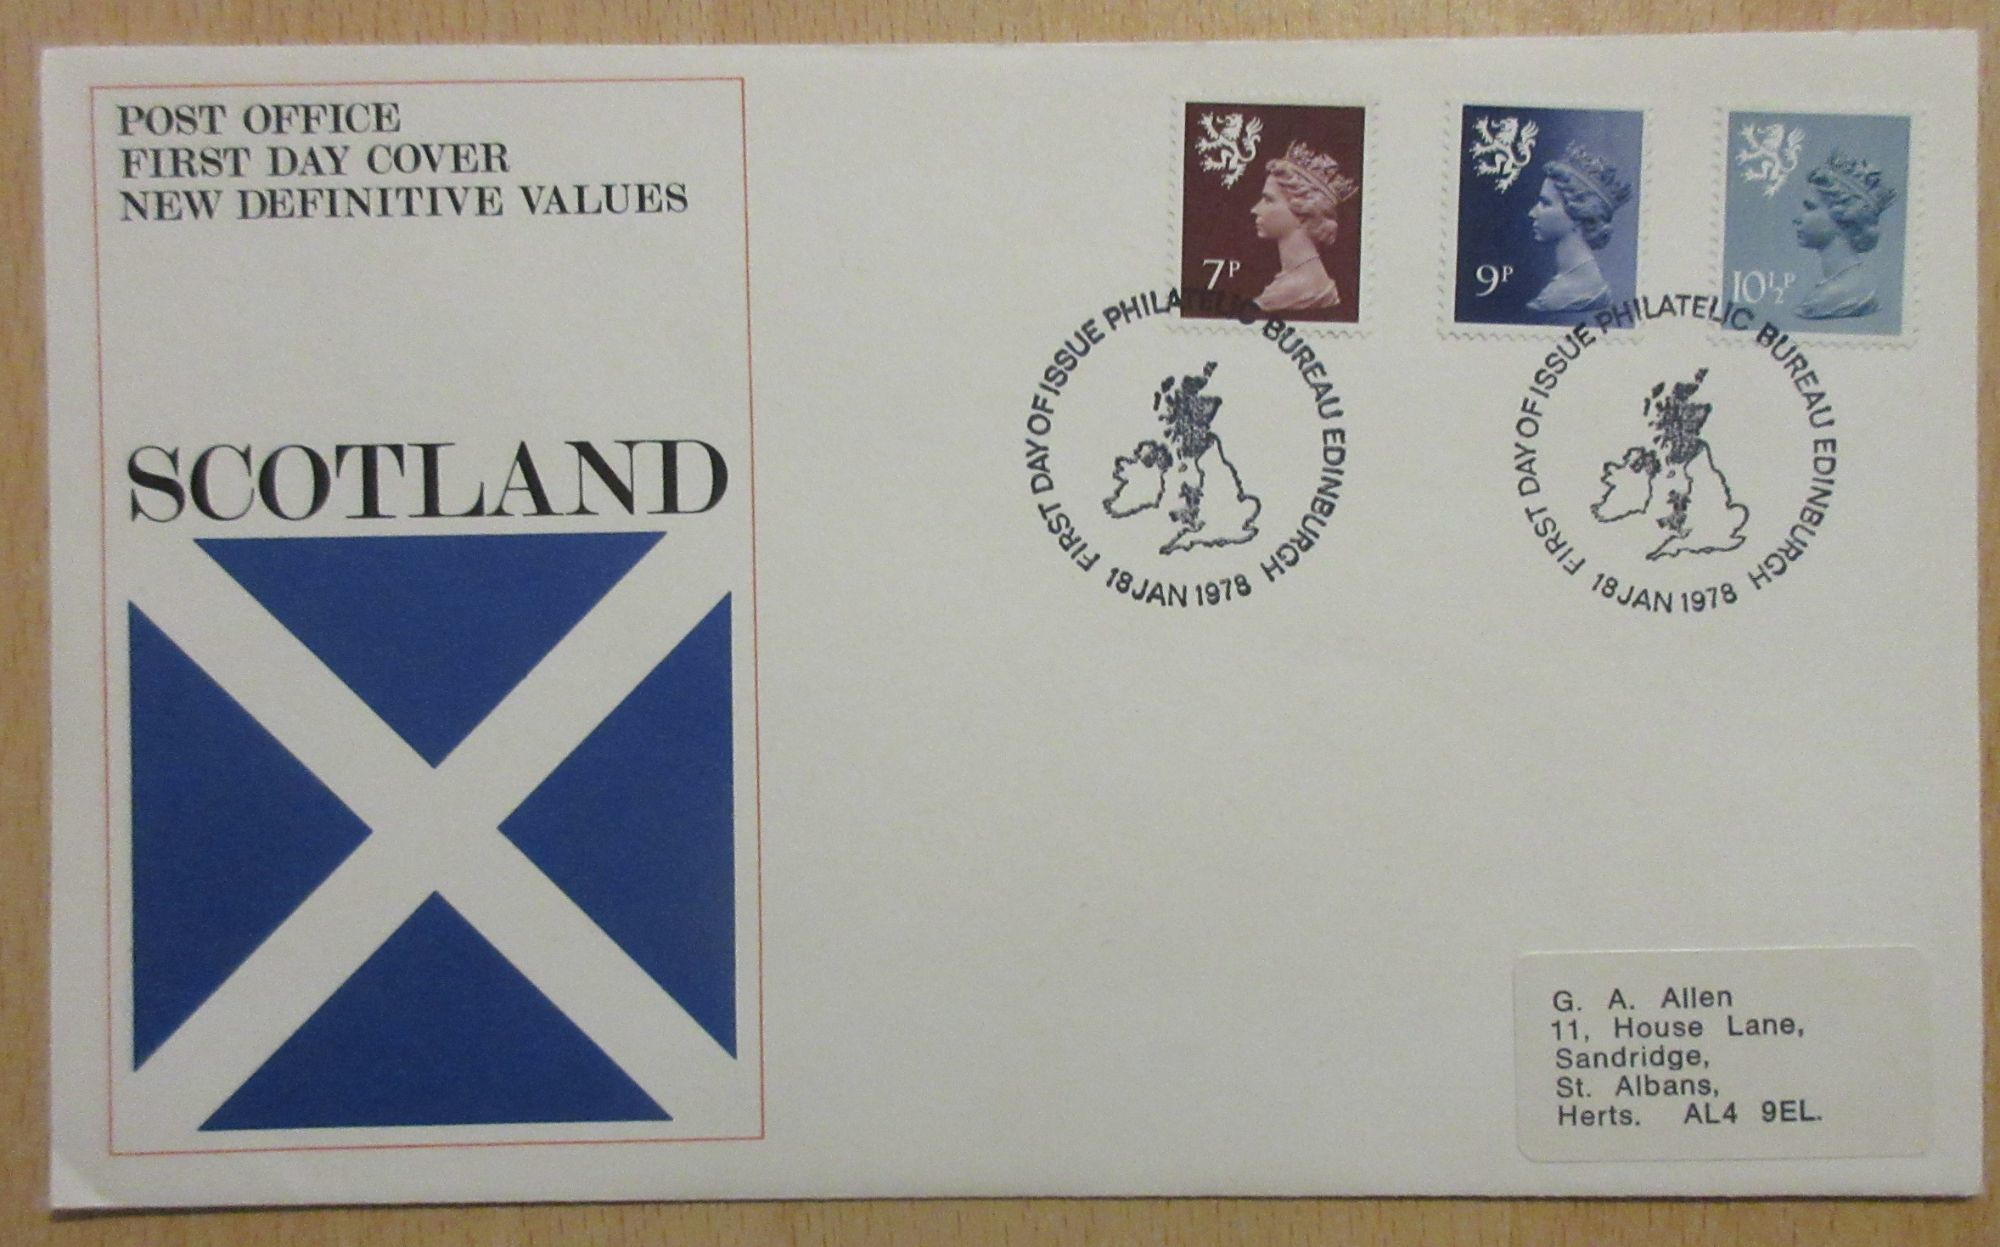 POST OFFICE
FIRST DAY COVER
NEW DEFINITIVE VALUES
SCOTLAND
7P
9P
10½P
FIRST DAY OF ISSUE PHILATELIC BUREAU EDINBURGH
18 JAN 1978
FIRST DAY OF ISSUE PHILATELIC BUREAU EDINBURGH
18 JAN 1978
G. A. Allen
11, House Lane,
Sandridge,
St. Albans,
Herts. AL4 9EL.